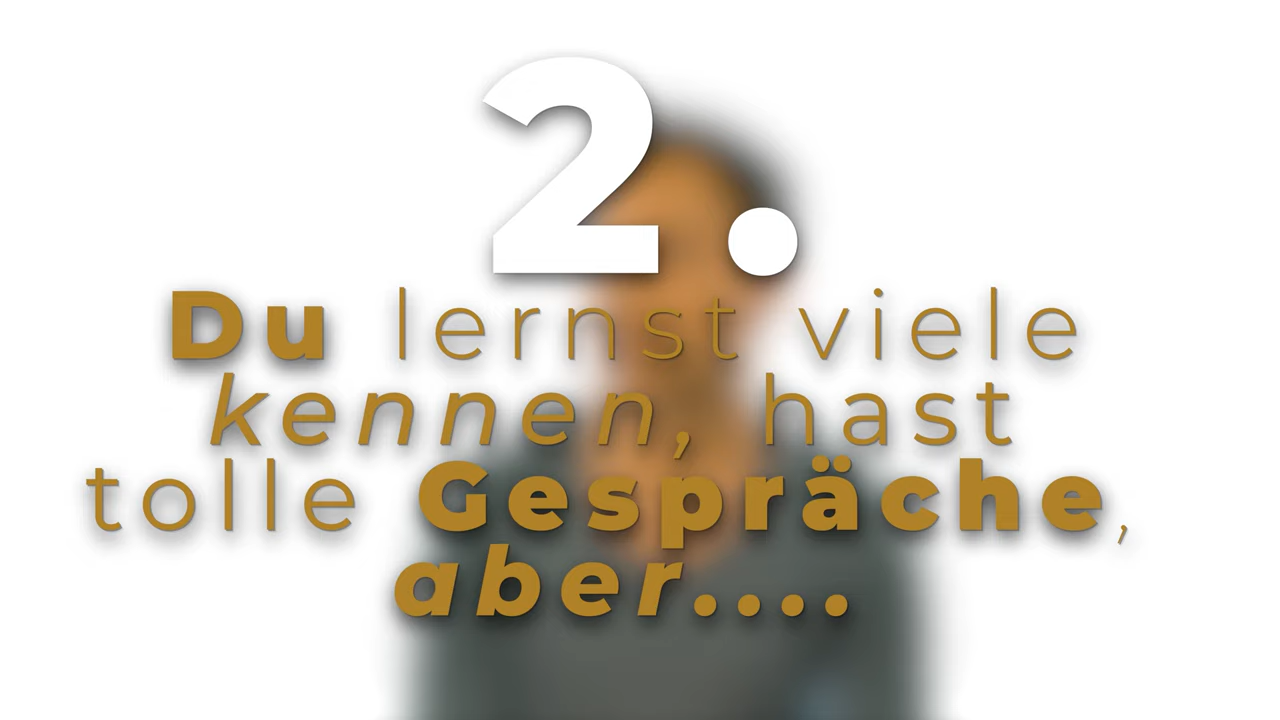 2.
Du lernst viele
kennen, hast
tolle Gespräche,
aber....